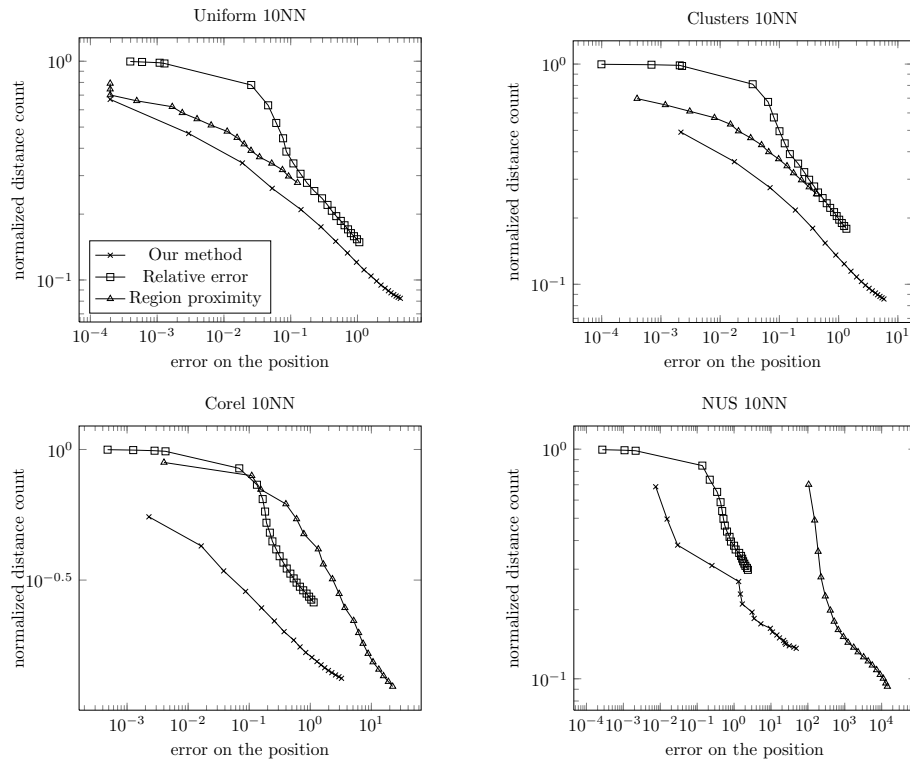 Uniform 10NN
normalized distance count
10^0
10^-1
Our method
Relative error
Region proximity
10^-4 10^-3 10^-2 10^-1 10^0
error on the position
Clusters 10NN
normalized distance count
10^0
10^-1
10^-4 10^-3 10^-2 10^-1 10^0
error on the position
Corel 10NN
normalized distance count
10^0
10^-0.5
10^-3 10^-2 10^-1 10^0 10^1
error on the position
NUS 10NN
normalized distance count
10^0
10^-1
10^-4 10^-3 10^-2 10^-1 10^0 10^1 10^2 10^3 10^4
error on the position